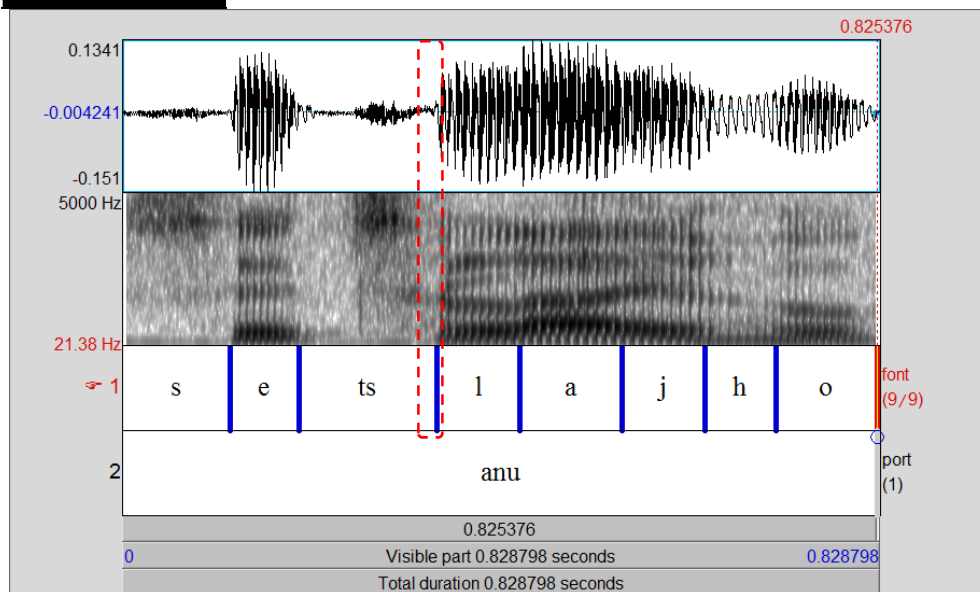 0.825376
0.1341
-0.004241
-0.151
5000 Hz
21.38 Hz
☞ 1 s e ts l a j h o font
(9/9)
2 anu port
(1)
0.825376
0 Visible part 0.828798 seconds 0.828798
Total duration 0.828798 seconds